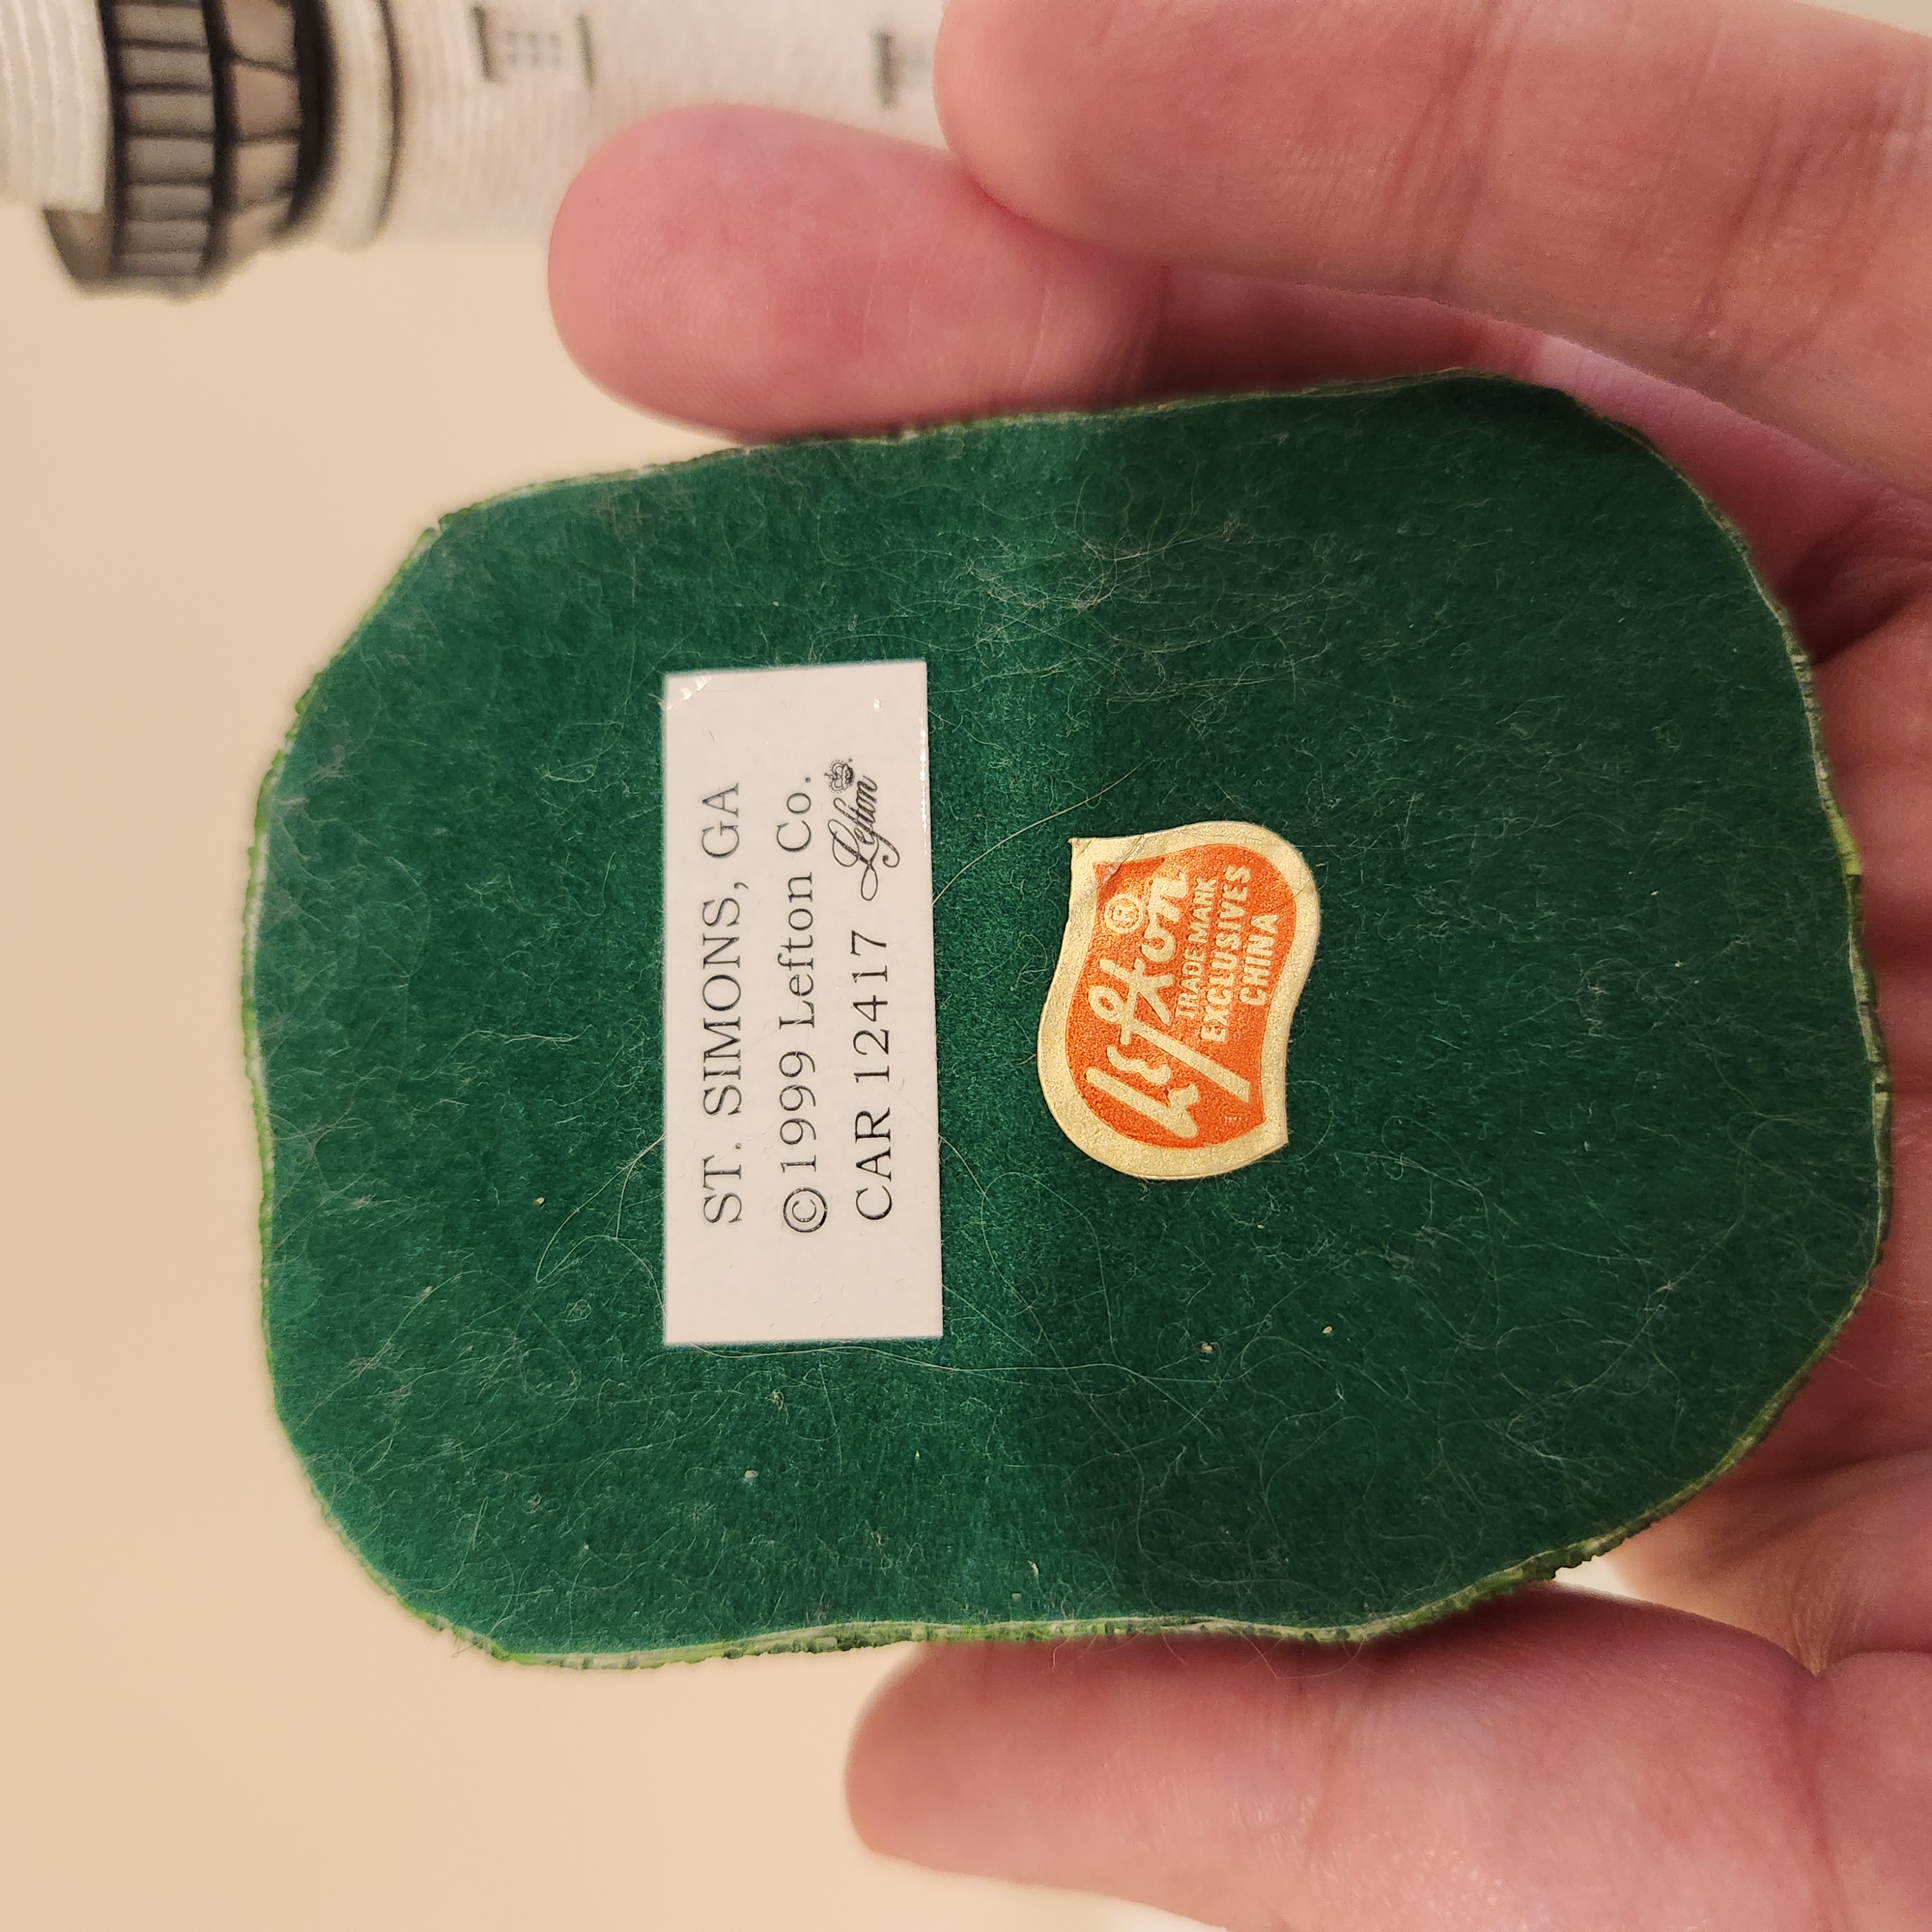 ST. SIMONS, GA
©1999 Lefton Co.
CAR 12417 Lefton
Lefton ®
TRADE MARK
EXCLUSIVES
CHINA